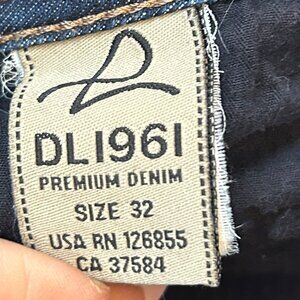 DL1961
PREMIUM DENIM
SIZE 32
USA RN 126855
CA 37584